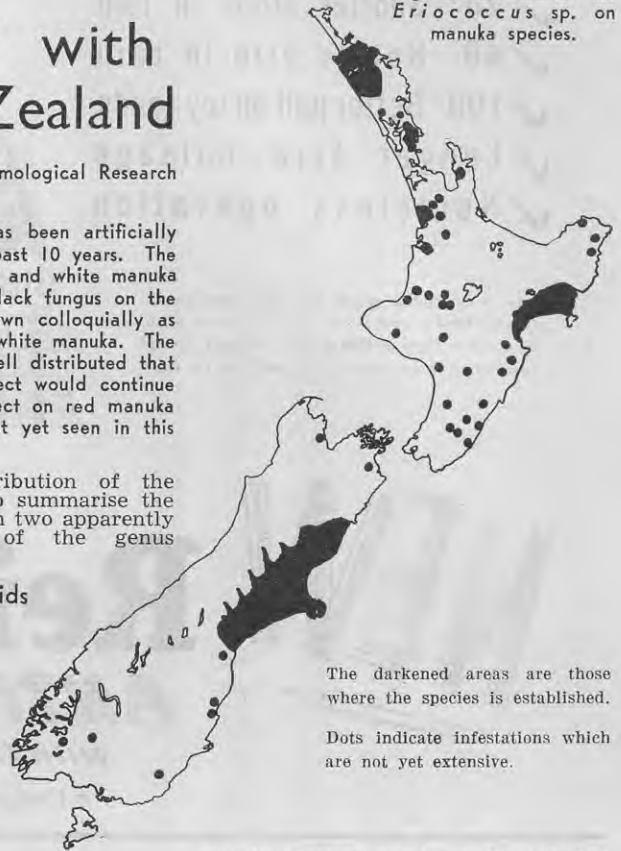 with
Zealand
mological Research
as been artificially
past 10 years. The
and white manuka
lack fungus on the
wn colloquially as
white manuka. The
ell distributed that
ect would continue
ect on red manuka
t yet seen in this
ribution of the
o summarise the
n two apparently
of the genus
ids
Eriococcus sp. on
manuka species.
The darkened areas are those
where the species is established.
Dots indicate infestations which
are not yet extensive.